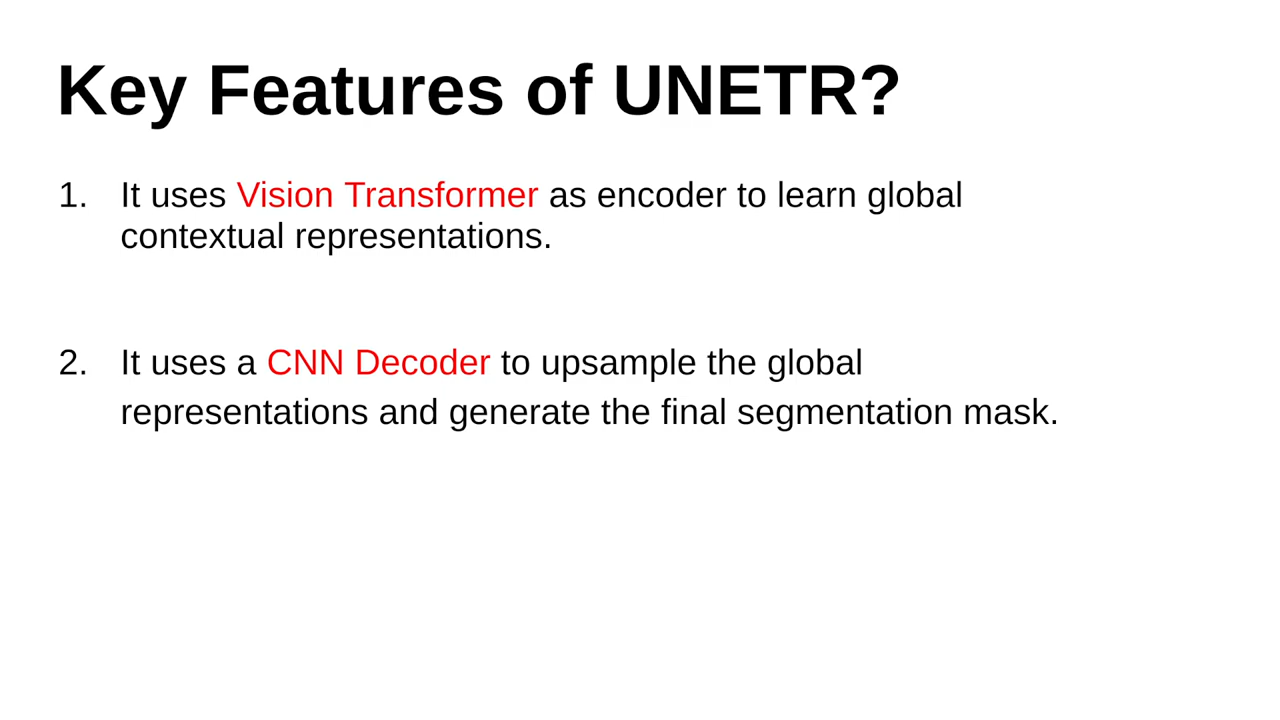 Key Features of UNETR?
1. It uses Vision Transformer as encoder to learn global
contextual representations.
2. It uses a CNN Decoder to upsample the global
representations and generate the final segmentation mask.